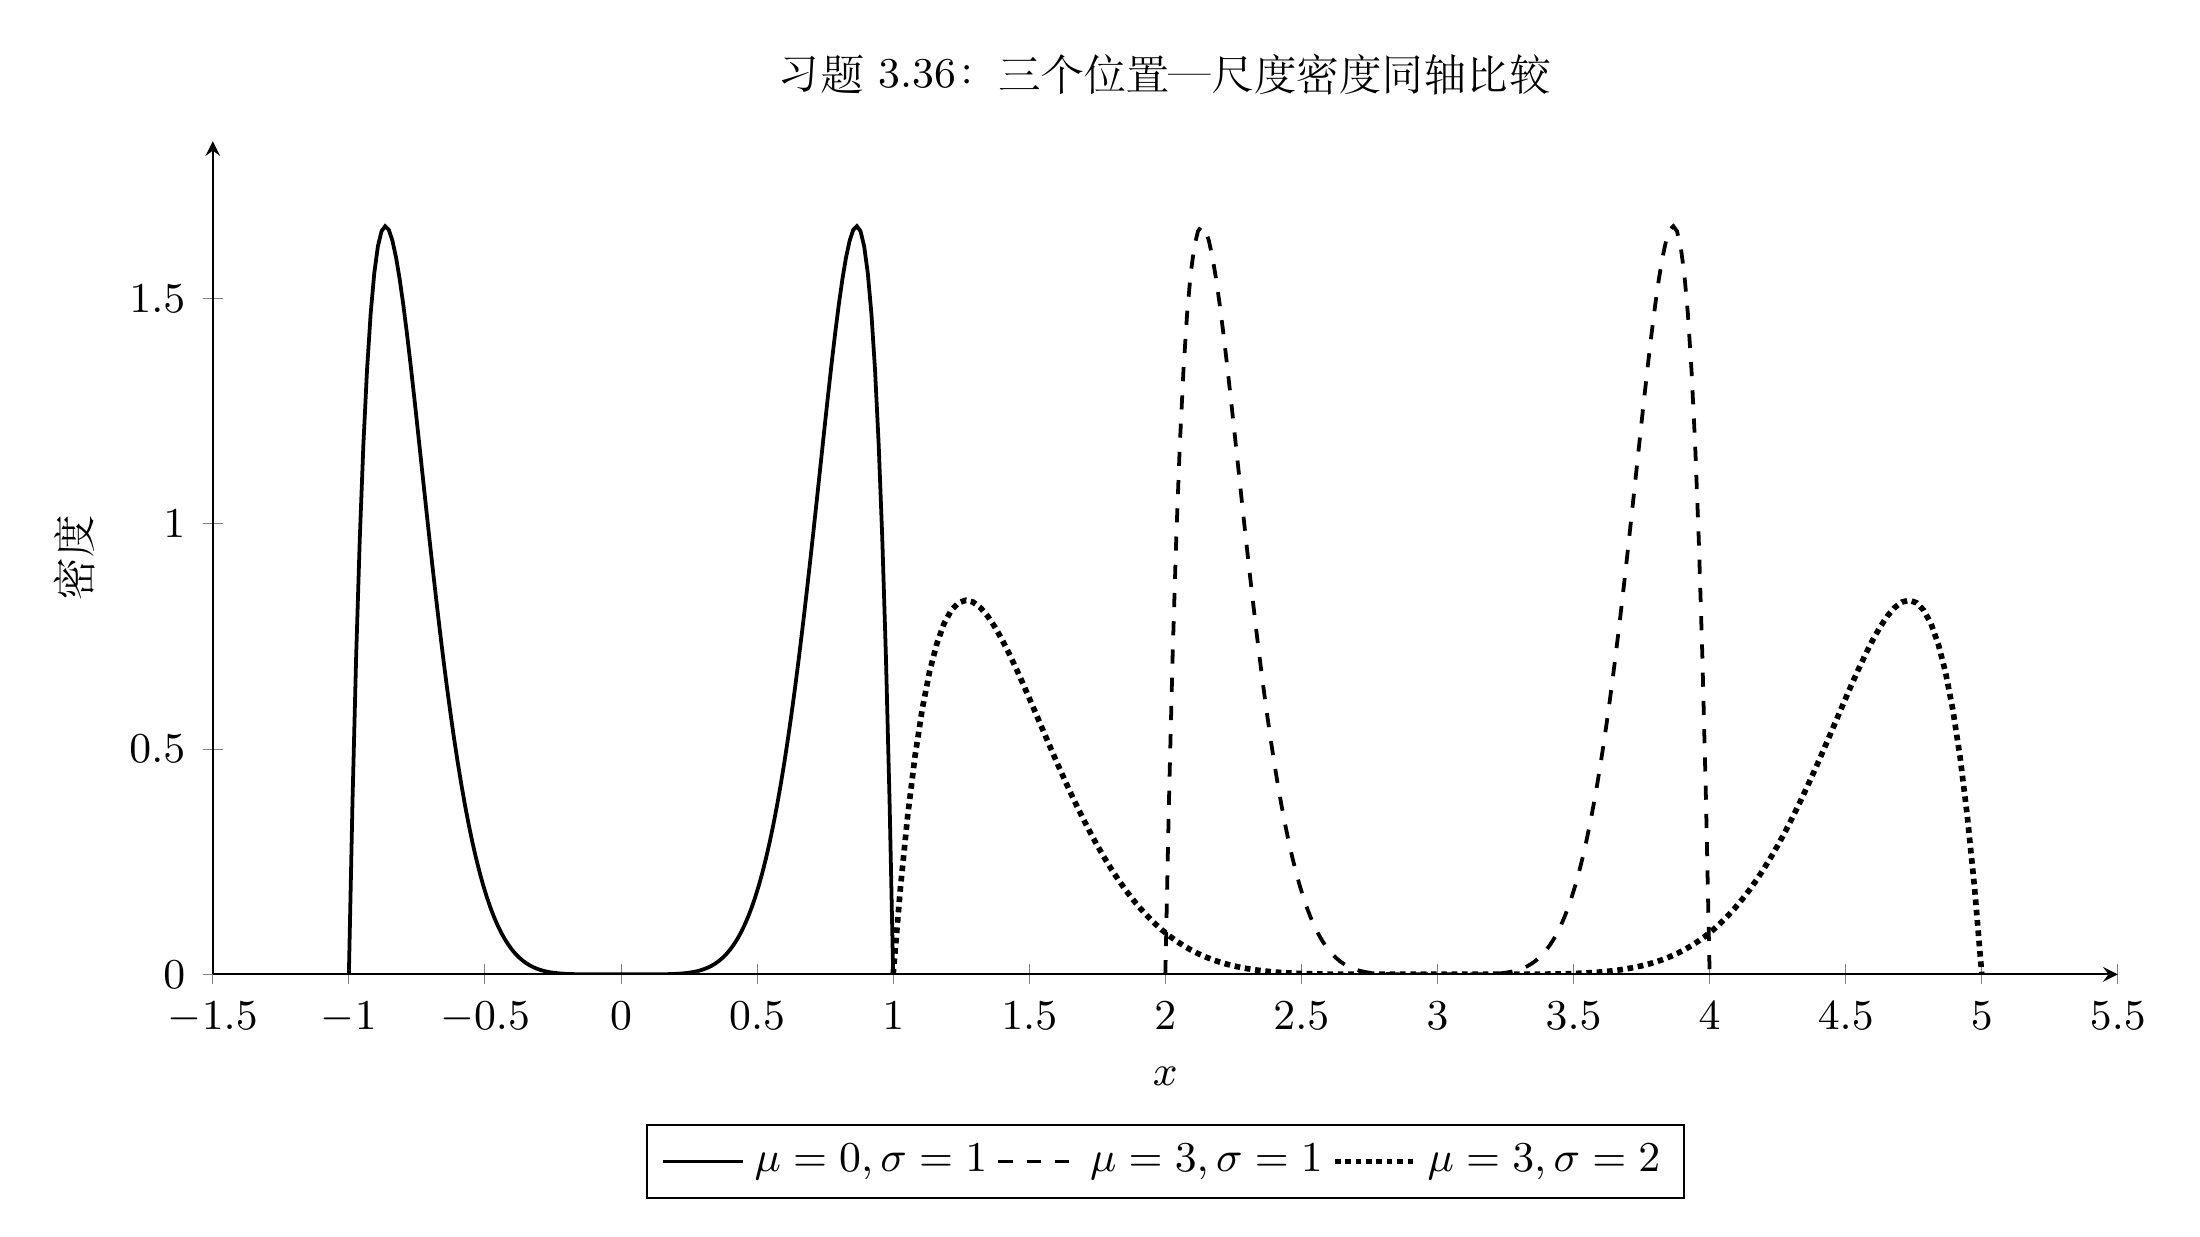 习题 3.36：三个位置—尺度密度同轴比较
密度
1.5
1
0.5
0
−1.5 −1 −0.5 0 0.5 1 1.5 2 2.5 3 3.5 4 4.5 5 5.5
x
μ = 0, σ = 1 μ = 3, σ = 1 μ = 3, σ = 2